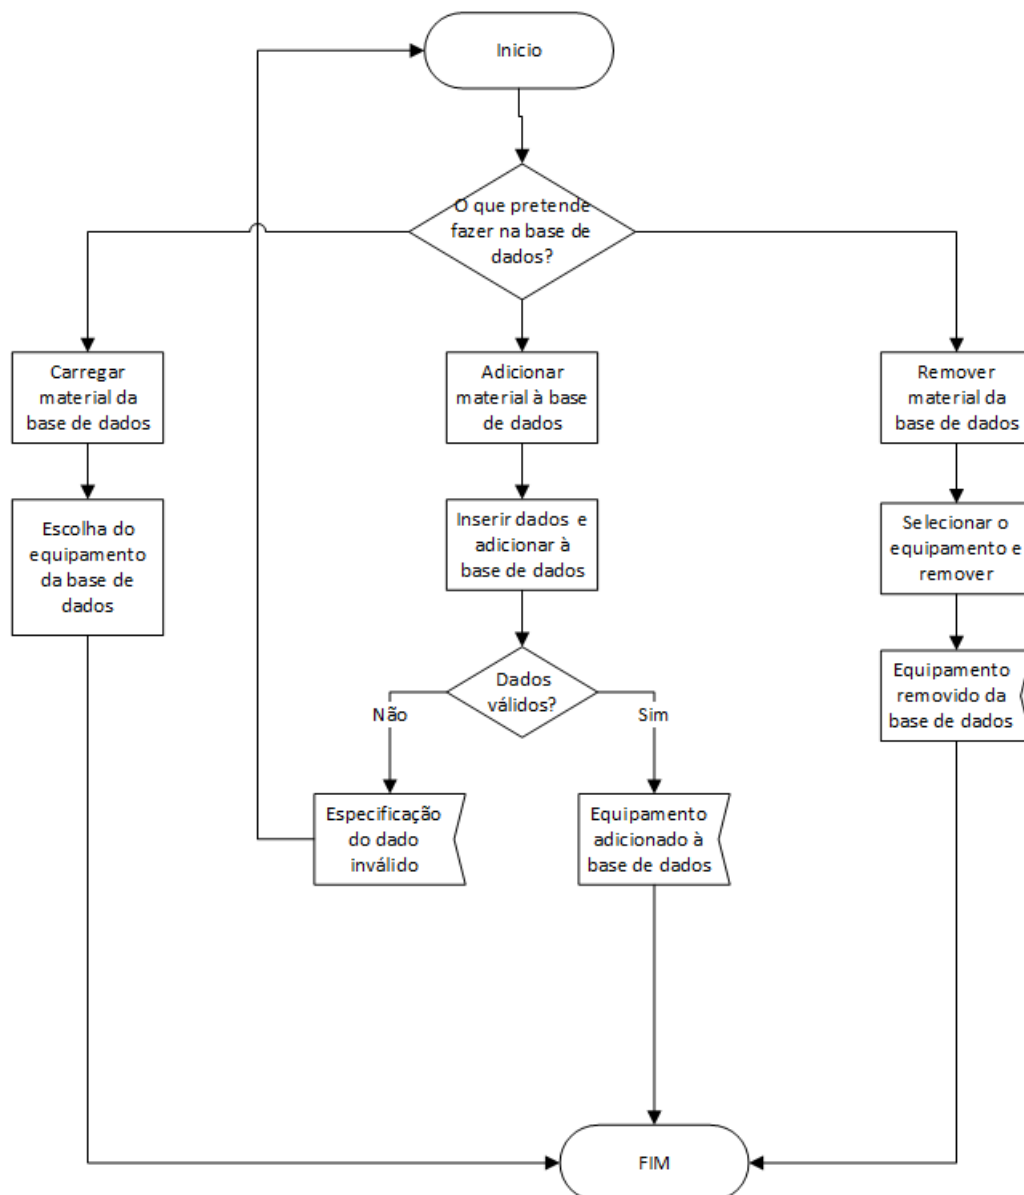 Inicio
O que pretende
fazer na base de
dados?
Carregar
material da
base de dados
Adicionar
material à base
de dados
Remover
material da
base de dados
Escolha do
equipamento
da base de
dados
Inserir dados e
adicionar à
base de dados
Selecionar o
equipamento e
remover
Dados
válidos?
Não
Sim
Equipamento
removido da
base de dados
Especificação
do dado
inválido
Equipamento
adicionado à
base de dados
FIM